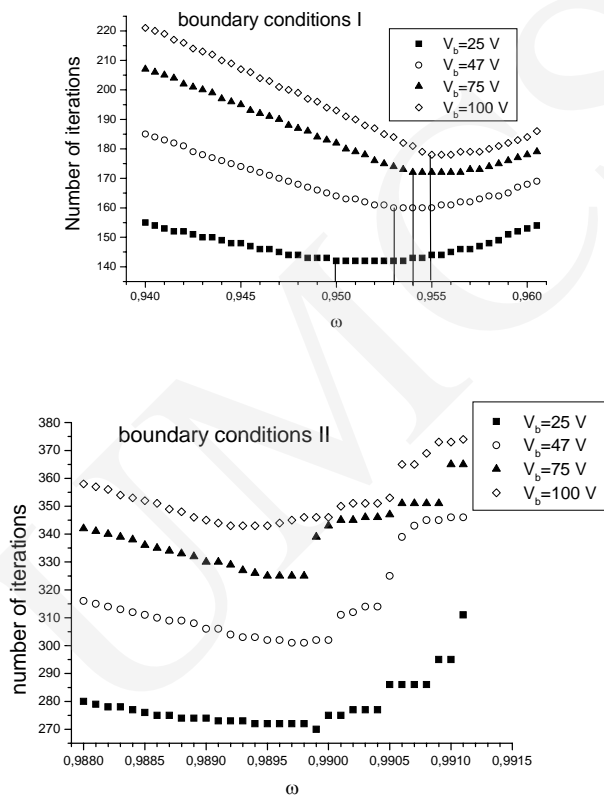 boundary conditions I
V_b=25 V
V_b=47 V
V_b=75 V
V_b=100 V
Number of iterations
220
210
200
190
180
170
160
150
140
0,940
0,945
0,950
0,955
0,960
ω
boundary conditions II
V_b=25 V
V_b=47 V
V_b=75 V
V_b=100 V
number of iterations
380
370
360
350
340
330
320
310
300
290
280
270
0,9880
0,9885
0,9890
0,9895
0,9900
0,9905
0,9910
0,9915
ω
UMCS